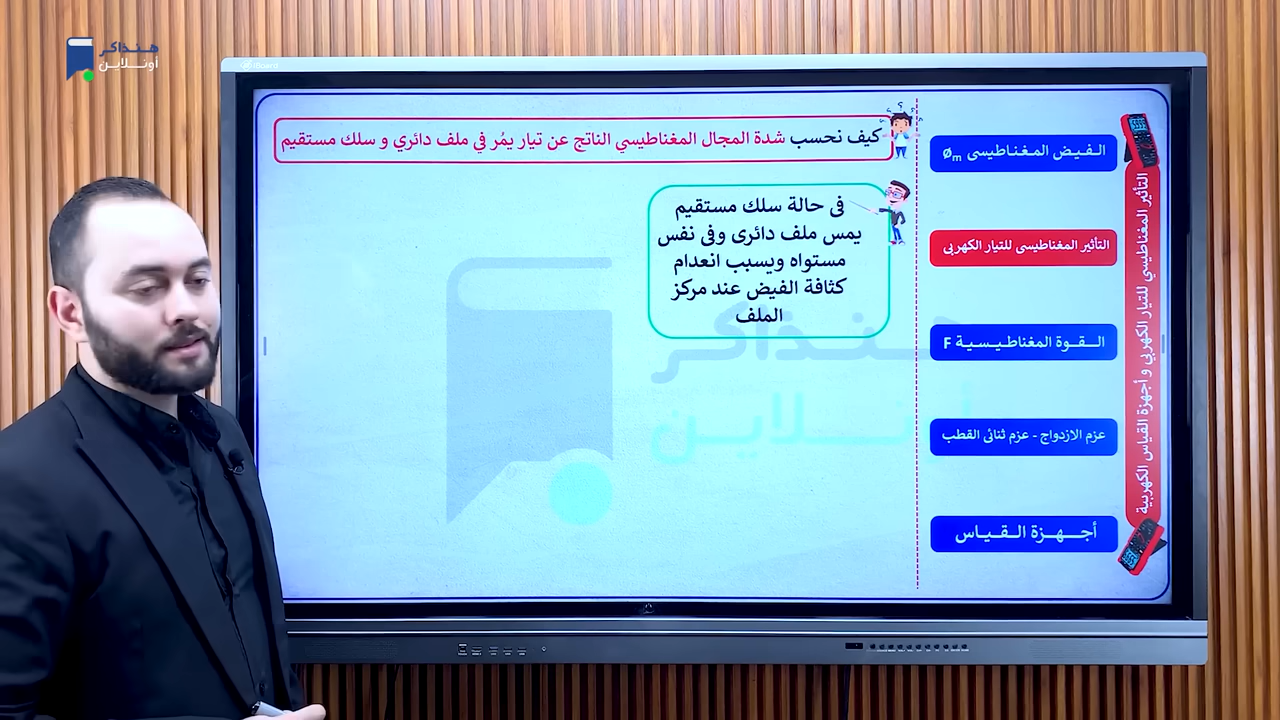 هنذاكر
أونلاين
كيف نحسب شدة المجال المغناطيسي الناتج عن تيار يمُر في ملف دائري و سلك مستقيم
فى حالة سلك مستقيم
يمس ملف دائرى وفى نفس
مستواه ويسبب انعدام
كثافة الفيض عند مركز
الملف
هنذاكر
أونلاين
الفيض المغناطيسى øm
التأثير المغناطيسى للتيار الكهربى
القوة المغناطيسية F
عزم الازدواج - عزم ثنائى القطب
أجهزة القياس
التأثير المغناطيسي للتيار الكهربي و أجهزة القياس الكهربية